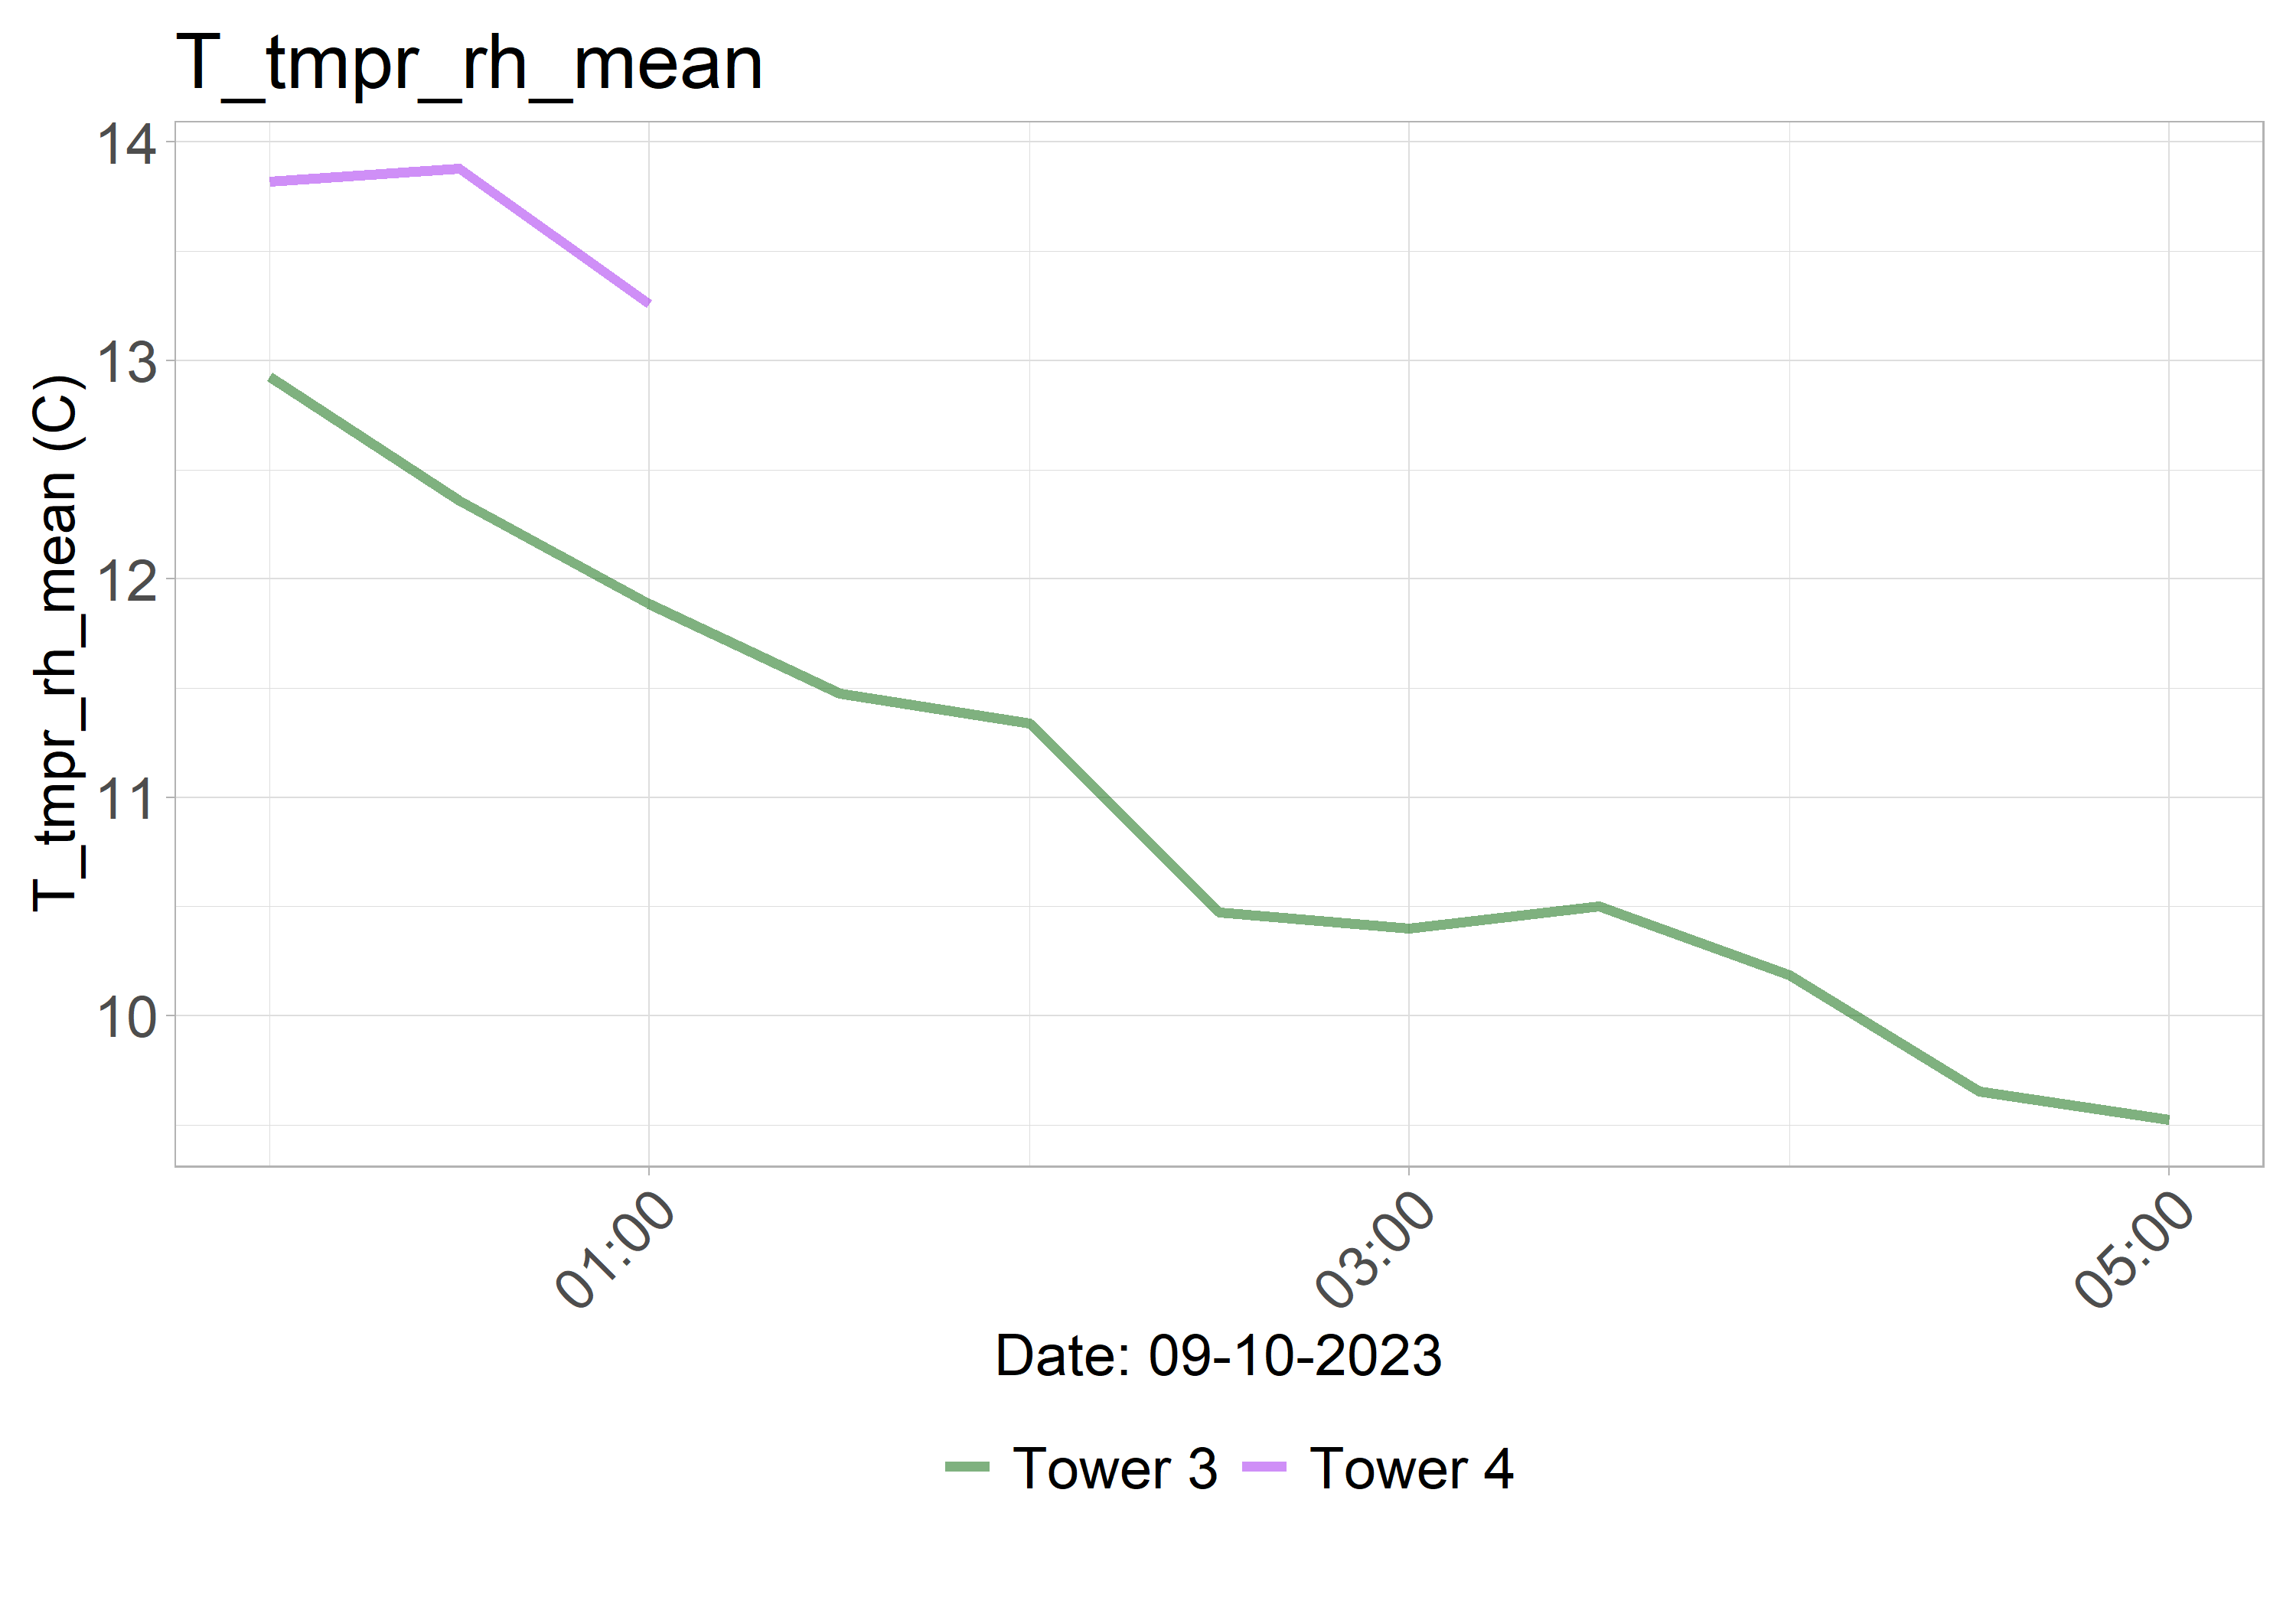 T_tmpr_rh_mean
T_tmpr_rh_mean (C)
14
13
12
11
10
01:00
03:00
05:00
Date: 09-10-2023
Tower 3
Tower 4